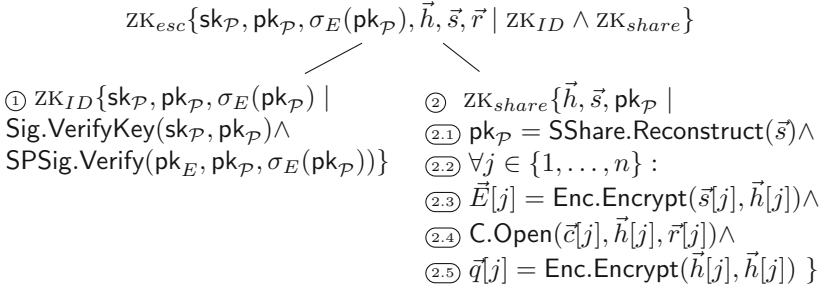 ZK_esc{sk_𝒫, pk_𝒫, σ_E(pk_𝒫), h⃗, s⃗, r⃗ | ZK_ID ∧ ZK_share}
① ZK_ID{sk_𝒫, pk_𝒫, σ_E(pk_𝒫) |
Sig.VerifyKey(sk_𝒫, pk_𝒫)∧
SPSig.Verify(pk_E, pk_𝒫, σ_E(pk_𝒫))}
② ZK_share{h⃗, s⃗, pk_𝒫 |
(2.1) pk_𝒫 = SShare.Reconstruct(s⃗)∧
(2.2) ∀j ∈ {1, . . . , n} :
(2.3) E⃗[j] = Enc.Encrypt(s⃗[j], h⃗[j])∧
(2.4) C.Open(c⃗[j], h⃗[j], r⃗[j])∧
(2.5) q⃗[j] = Enc.Encrypt(h⃗[j], h⃗[j]) }